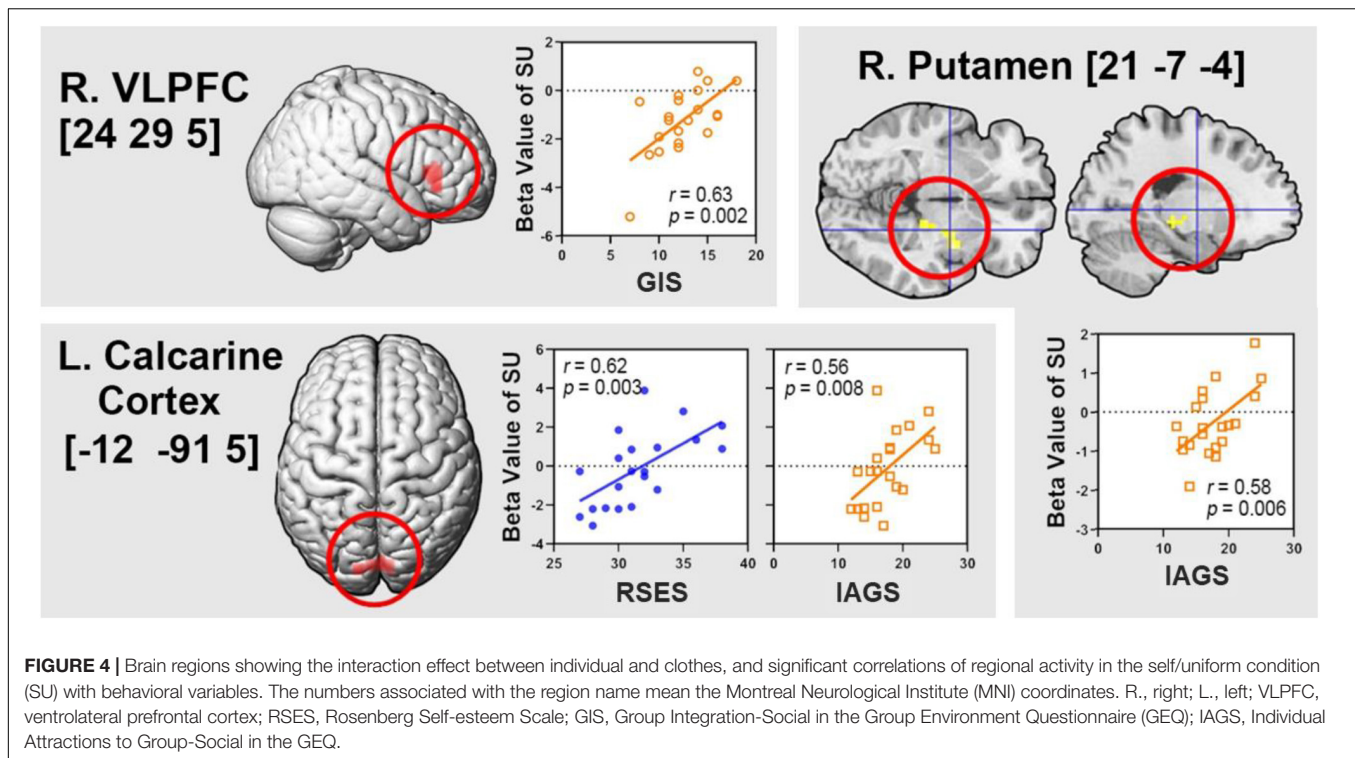 R. VLPFC
[24 29 5]
Beta Value of SU
2
0
-2
-4
-6
0
5
10
15
20
r = 0.63
p = 0.002
GIS
R. Putamen [21 -7 -4]
L. Calcarine
Cortex
[-12 -91 5]
Beta Value of SU
6
4
2
0
-2
-4
25
30
35
40
r = 0.62
p = 0.003
RSES
r = 0.56
p = 0.008
0
10
20
30
IAGS
Beta Value of SU
3
2
1
0
-1
-2
-3
0
10
20
30
r = 0.58
p = 0.006
IAGS
FIGURE 4 | Brain regions showing the interaction effect between individual and clothes, and significant correlations of regional activity in the self/uniform condition
(SU) with behavioral variables. The numbers associated with the region name mean the Montreal Neurological Institute (MNI) coordinates. R., right; L., left; VLPFC,
ventrolateral prefrontal cortex; RSES, Rosenberg Self-esteem Scale; GIS, Group Integration-Social in the Group Environment Questionnaire (GEQ); IAGS, Individual
Attractions to Group-Social in the GEQ.